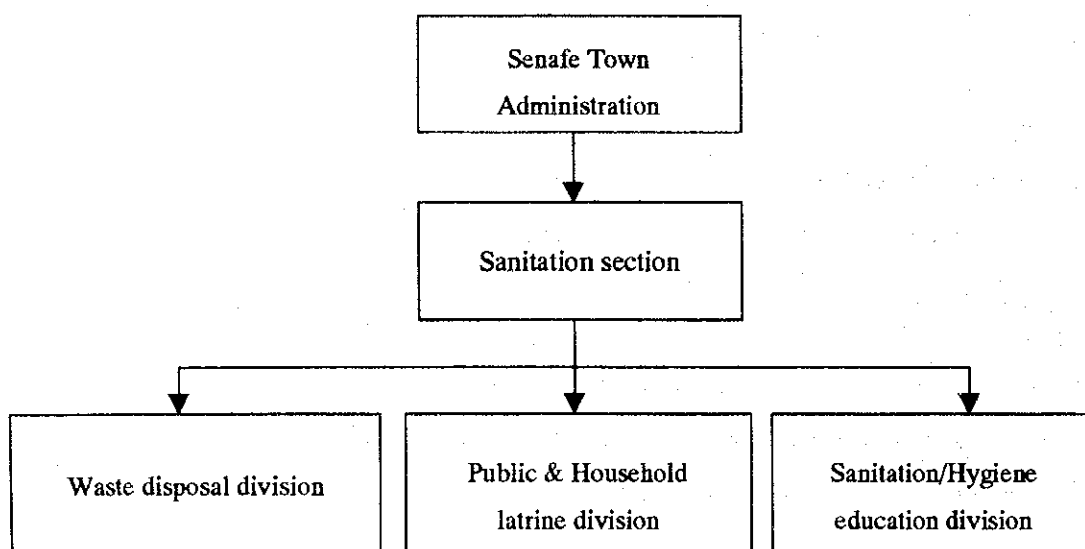 Senafe Town
Administration
Sanitation section
Waste disposal division
Public & Household
latrine division
Sanitation/Hygiene
education division